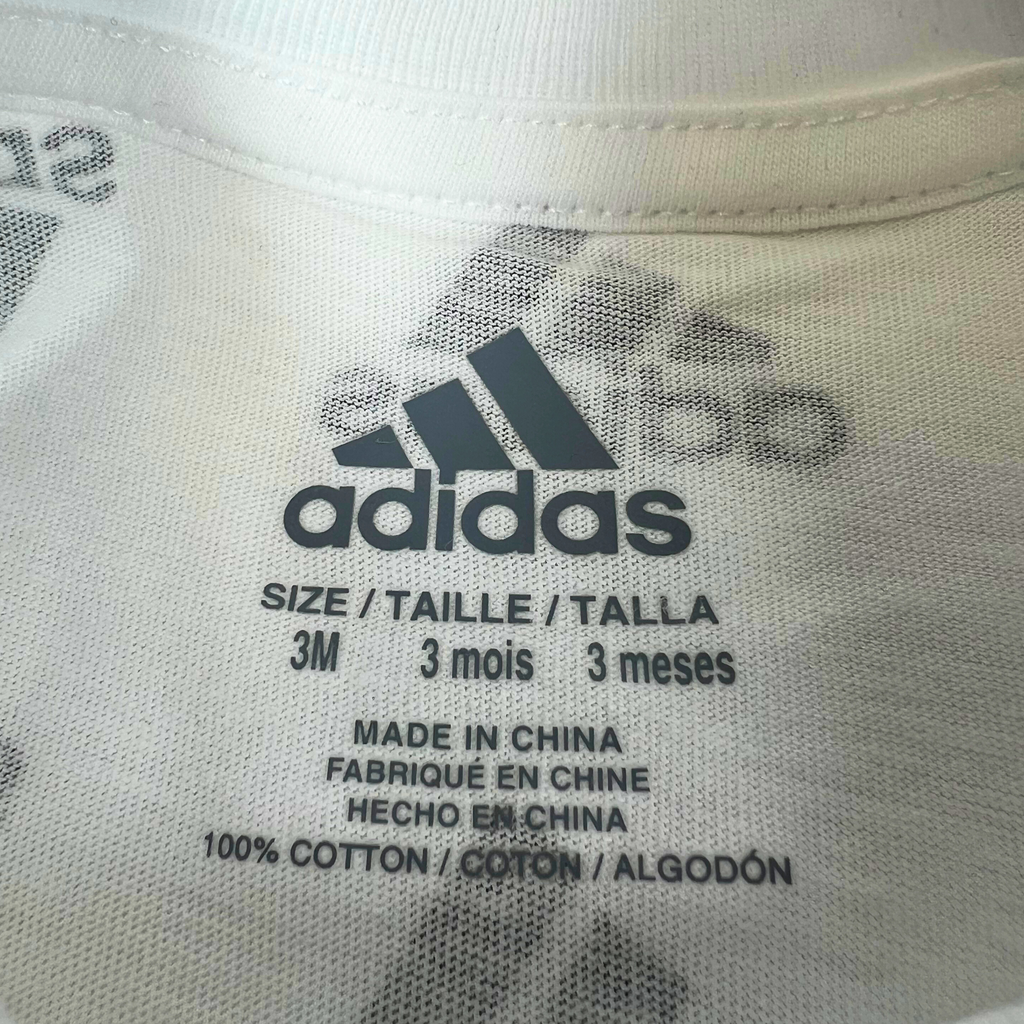 adidas
SIZE / TAILLE / TALLA
3M 3 mois 3 meses
MADE IN CHINA
FABRIQUÉ EN CHINE
HECHO EN CHINA
100% COTTON / COTON / ALGODÓN